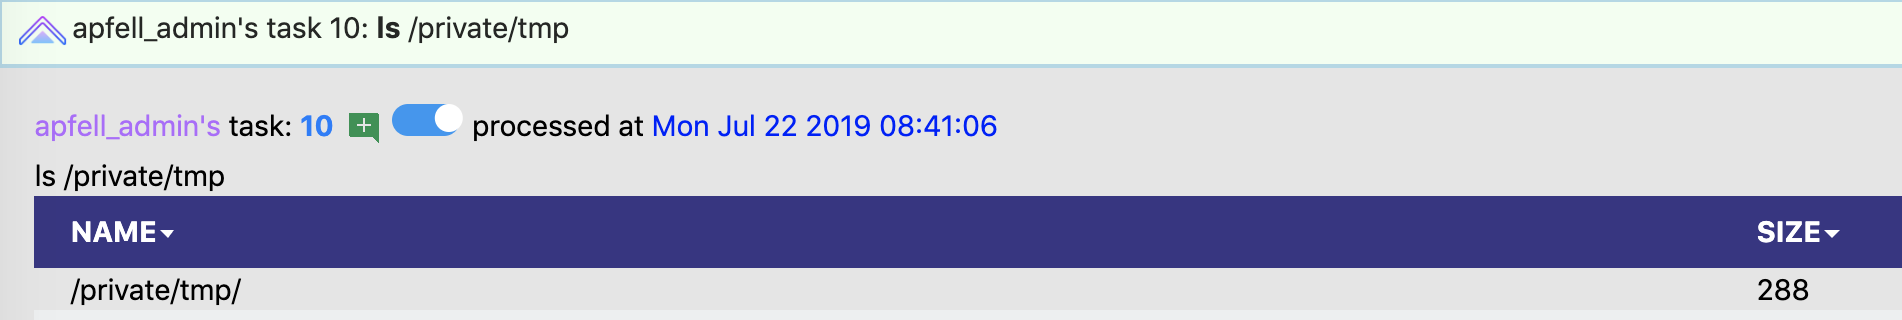 apfell_admin's task 10: ls /private/tmp
apfell_admin's task: 10 processed at Mon Jul 22 2019 08:41:06
ls /private/tmp
NAME SIZE
/private/tmp/ 288